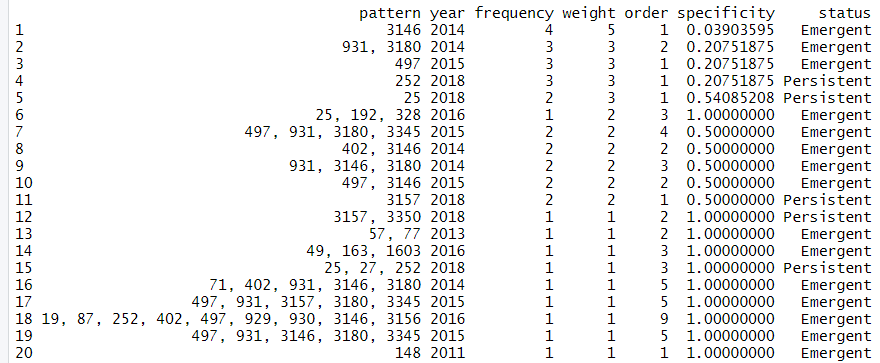 pattern year frequency weight order specificity status
1 3146 2014 4 5 1 0.03903595 Emergent
2 931, 3180 2014 3 3 2 0.20751875 Emergent
3 497 2015 3 3 1 0.20751875 Emergent
4 252 2018 3 3 1 0.20751875 Persistent
5 25 2018 2 3 1 0.54085208 Persistent
6 25, 192, 328 2016 1 2 3 1.00000000 Emergent
7 497, 931, 3180, 3345 2015 2 2 4 0.50000000 Emergent
8 402, 3146 2014 2 2 2 0.50000000 Emergent
9 931, 3146, 3180 2014 2 2 3 0.50000000 Emergent
10 497, 3146 2015 2 2 2 0.50000000 Emergent
11 3157 2018 2 2 1 0.50000000 Persistent
12 3157, 3350 2018 1 1 2 1.00000000 Persistent
13 57, 77 2013 1 1 2 1.00000000 Emergent
14 49, 163, 1603 2016 1 1 3 1.00000000 Emergent
15 25, 27, 252 2018 1 1 3 1.00000000 Persistent
16 71, 402, 931, 3146, 3180 2014 1 1 5 1.00000000 Emergent
17 497, 931, 3157, 3180, 3345 2015 1 1 5 1.00000000 Emergent
18 19, 87, 252, 402, 497, 929, 930, 3146, 3156 2016 1 1 9 1.00000000 Emergent
19 497, 931, 3146, 3180, 3345 2015 1 1 5 1.00000000 Emergent
20 148 2011 1 1 1 1.00000000 Emergent